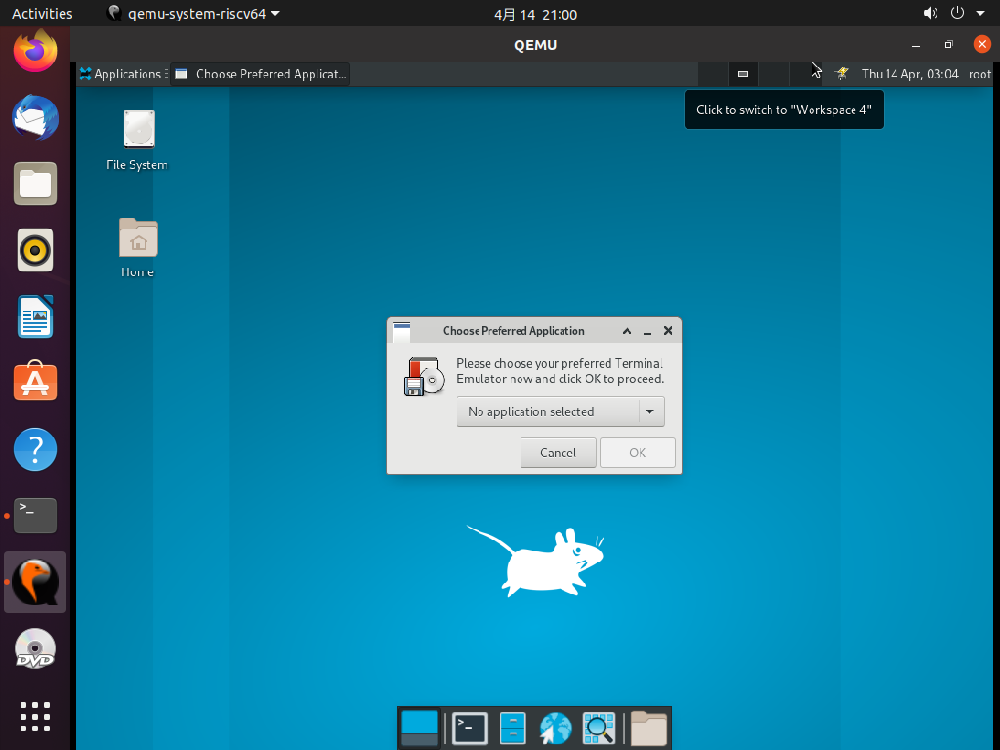 Activities
qemu-system-riscv64
4月 14 21:00
QEMU
Applications
Choose Preferred Applicat...
Thu 14 Apr, 03:04
root
Click to switch to "Workspace 4"
File System
Home
Choose Preferred Application
Please choose your preferred Terminal
Emulator now and click OK to proceed.
No application selected
Cancel
OK
>_
?
DVD
>_